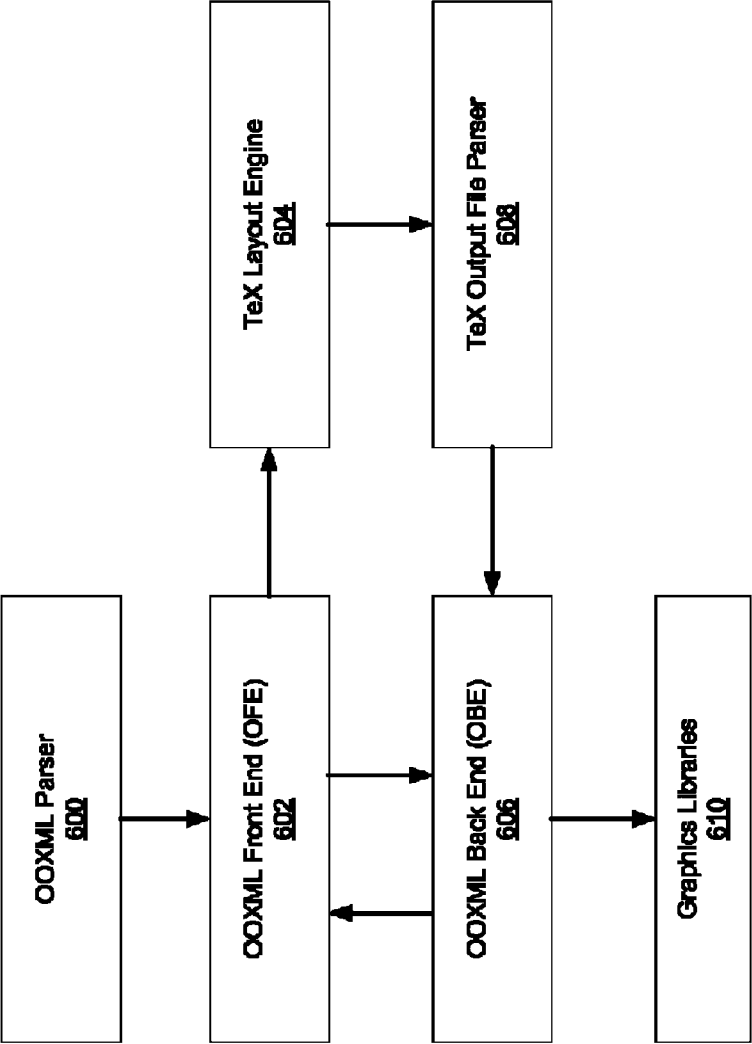 OOXML Parser
600
OOXML Front End (OFE)
602
TeX Layout Engine
604
OOXML Back End (OBE)
606
TeX Output File Parser
608
Graphics Libraries
610